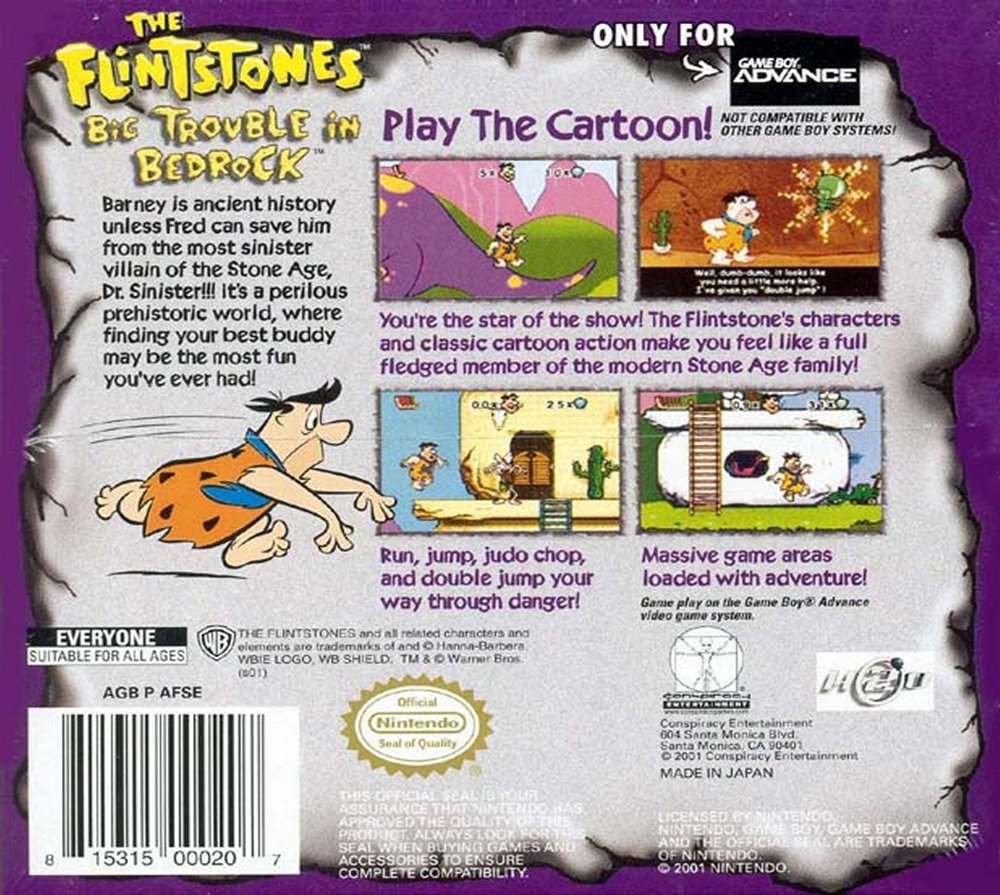 THE
FLINTSTONES™
BIG TROUBLE IN
BEDROCK™
ONLY FOR
GAME BOY
ADVANCE
NOT COMPATIBLE WITH
OTHER GAME BOY SYSTEMS!
Play The Cartoon!
Barney is ancient history
unless Fred can save him
from the most sinister
villain of the Stone Age,
Dr. Sinister!!! It's a perilous
prehistoric world, where
finding your best buddy
may be the most fun
you've ever had!
5x
10x
Well, dumb-dumb, it looks like
you need a little more help.
I've given you "double jump"!
You're the star of the show! The Flintstone's characters
and classic cartoon action make you feel like a full
fledged member of the modern Stone Age family!
25x
Run, jump, judo chop,
and double jump your
way through danger!
Massive game areas
loaded with adventure!
Game play on the Game Boy® Advance
video game system.
EVERYONE
SUITABLE FOR ALL AGES
WB
THE FLINTSTONES and all related characters and
elements are trademarks of and © Hanna-Barbera.
WBIE LOGO, WB SHIELD: TM & © Warner Bros.
(s01)
AGB P AFSE
Official
Nintendo
Seal of Quality
®
THIS OFFICIAL SEAL IS YOUR
ASSURANCE THAT NINTENDO HAS
APPROVED THE QUALITY OF THIS
PRODUCT. ALWAYS LOOK FOR THIS
SEAL WHEN BUYING GAMES AND
ACCESSORIES TO ENSURE
COMPLETE COMPATIBILITY.
8 15315 00020 7
conspiracy
ENTERTAINMENT
H2O
Conspiracy Entertainment
604 Santa Monica Blvd.
Santa Monica, CA 90401
© 2001 Conspiracy Entertainment
MADE IN JAPAN
LICENSED BY NINTENDO.
NINTENDO, GAME BOY, GAME BOY ADVANCE
AND THE OFFICIAL SEAL ARE TRADEMARKS
OF NINTENDO.
© 2001 NINTENDO.